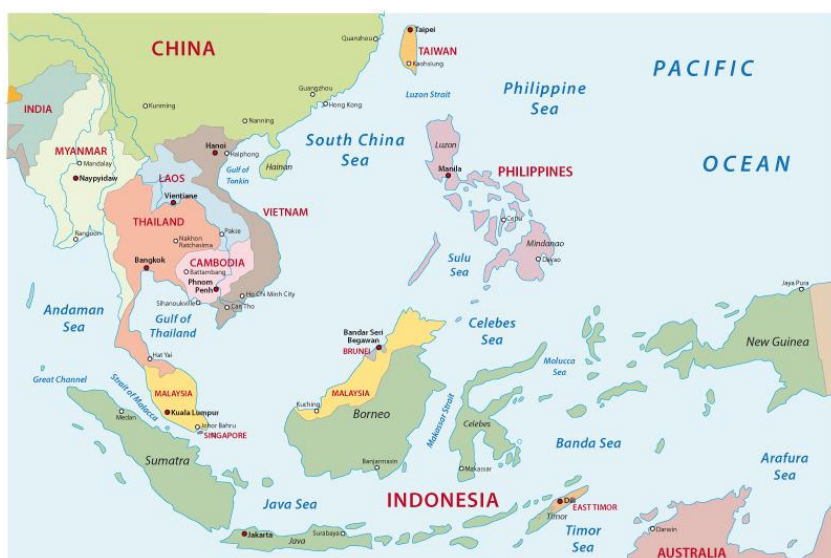 Quanzhou
Taipei
CHINA
TAIWAN
Kaohsiung
PACIFIC
Guangzhou
Luzon Strait
Philippine
Sea
INDIA
Kunming
Hong Kong
Nanning
South China
Sea
MYANMAR
Mandalay
Hanoi
Haiphong
Luzon
OCEAN
Naypyidaw
LAOS
Gulf of
Tonkin
Hainan
Manila
PHILIPPINES
Vientiane
THAILAND
VIETNAM
Rangoon
Nakhon
Ratchasima
Pakse
Cebu
Mindanao
Bangkok
CAMBODIA
Battambang
Sulu
Sea
Davao
Phnom
Penh
Sihanoukville
Ho Chi Minh City
Can Tho
Jaya Pura
Andaman
Sea
Gulf of
Thailand
Bandar Seri
Begawan
BRUNEI
Celebes
Sea
New Guinea
Hat Yai
Great Channel
Strait of Malacca
MALAYSIA
Kuala Lumpur
Medan
Johor Bahru
SINGAPORE
Kuching
MALAYSIA
Borneo
Makassar Strait
Molucca
Sea
Celebes
Banda Sea
Arafura
Sea
Sumatra
Banjarmasin
Makassar
Java Sea
INDONESIA
Dili
EAST TIMOR
Timor
Timor
Sea
Jakarta
Java
Surabaya
Darwin
AUSTRALIA